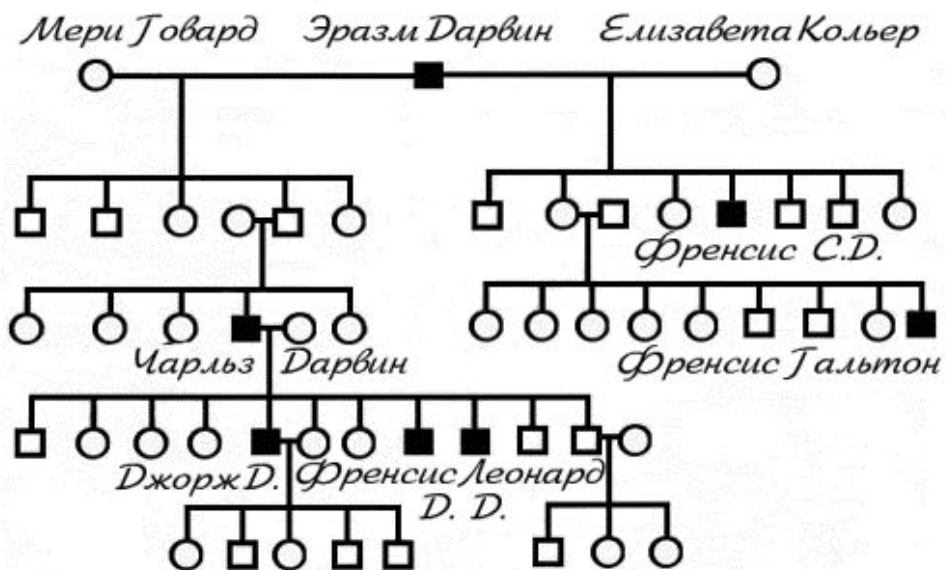 Мери Говард Эразм Дарвин Елизавета Кольер
Френсис С.Д.
Чарльз Дарвин Френсис Гальтон
Джорж Д. Френсис Леонард
Д. Д.